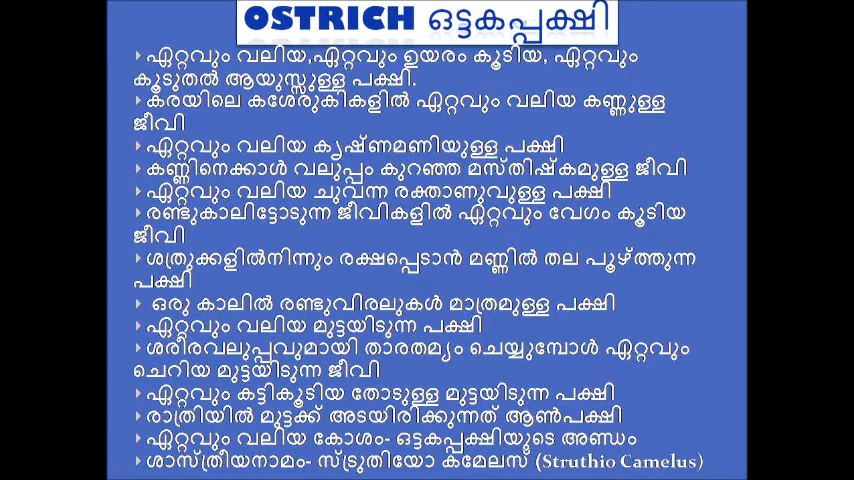 OSTRICH ഒട്ടകപ്പക്ഷി
ഏറ്റവും വലിയ,ഏറ്റവും ഉയരം കൂടിയ, ഏറ്റവും
കൂടുതൽ ആയുസ്സുള്ള പക്ഷി.
കരയിലെ കശേരുകികളിൽ ഏറ്റവും വലിയ കണ്ണുള്ള
ജീവി
ഏറ്റവും വലിയ കൃഷ്ണമണിയുള്ള പക്ഷി
കണ്ണിനെക്കാൾ വലുപ്പം കുറഞ്ഞ മസ്തിഷ്കമുള്ള ജീവി
ഏറ്റവും വലിയ ചുവന്ന രക്താണുവുള്ള പക്ഷി
രണ്ടുകാലിട്ടോടുന്ന ജീവികളിൽ ഏറ്റവും വേഗം കൂടിയ
ജീവി
ശത്രുക്കളിൽനിന്നും രക്ഷപ്പെടാൻ മണ്ണിൽ തല പൂഴ്ത്തുന്ന
പക്ഷി
ഒരു കാലിൽ രണ്ടുവിരലുകൾ മാത്രമുള്ള പക്ഷി
ഏറ്റവും വലിയ മുട്ടയിടുന്ന പക്ഷി
ശരീരവലുപ്പവുമായി താരതമ്യം ചെയ്യുമ്പോൾ ഏറ്റവും
ചെറിയ മുട്ടയിടുന്ന ജീവി
ഏറ്റവും കട്ടികൂടിയ തോടുള്ള മുട്ടയിടുന്ന പക്ഷി
രാത്രിയിൽ മുട്ടക്ക് അടയിരിക്കുന്നത് ആൺപക്ഷി
ഏറ്റവും വലിയ കോശം- ഒട്ടകപ്പക്ഷിയുടെ അണ്ഡം
ശാസ്ത്രീയനാമം- സ്ട്രുതിയോ കമേലസ് (Struthio Camelus)